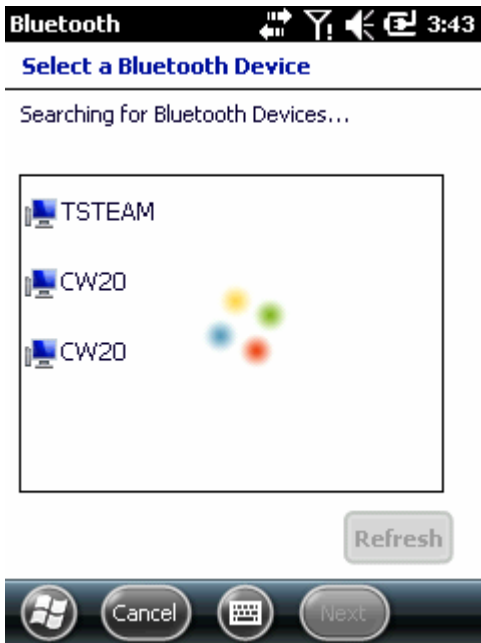 Bluetooth 3:43
Select a Bluetooth Device
Searching for Bluetooth Devices...
TSTEAM
CW20
CW20
Refresh
Cancel Next